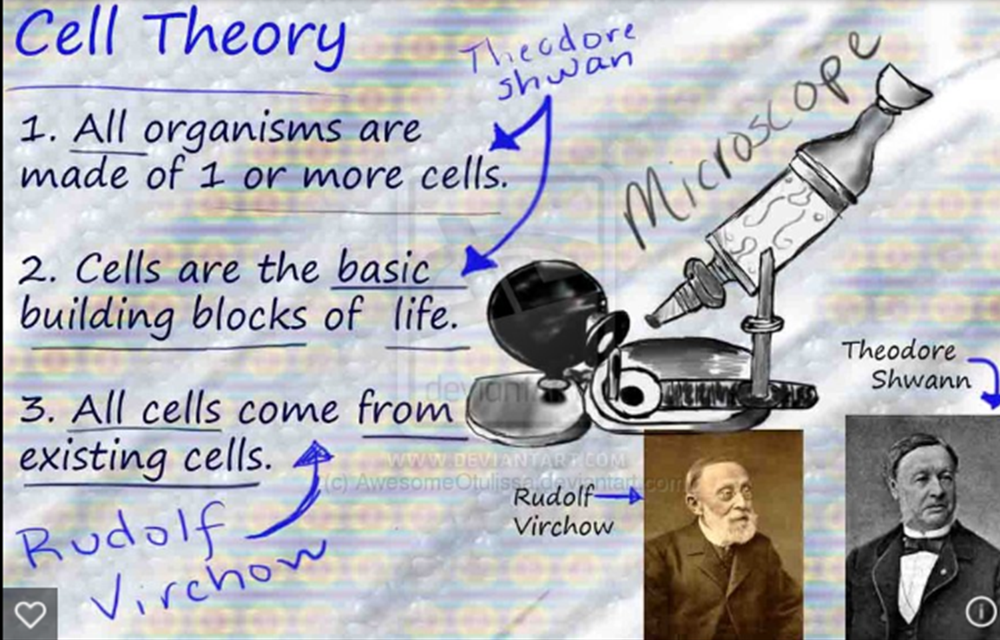 Cell Theory
Theodore
shwan
Microscope
1. All organisms are
made of 1 or more cells.
2. Cells are the basic
building blocks of life.
3. All cells come from
existing cells.
Rudolf
Virchow
Rudolf
Virchow
Theodore
Shwann
deviantart
WWW.DEVIANTART.COM
(c) AwesomeOtulissa.deviantart.com